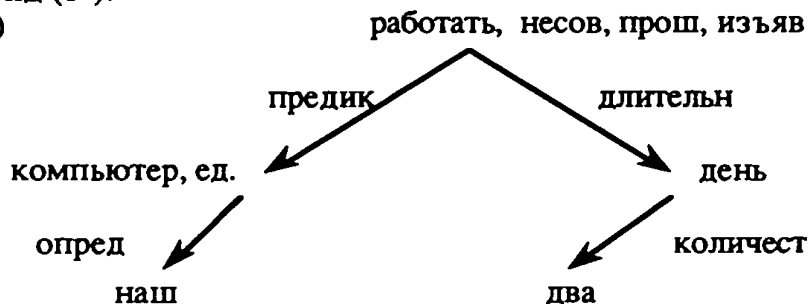 работать, несов, прош, изъяв
предик длительн
компьютер, ед. день
опред количест
наш два